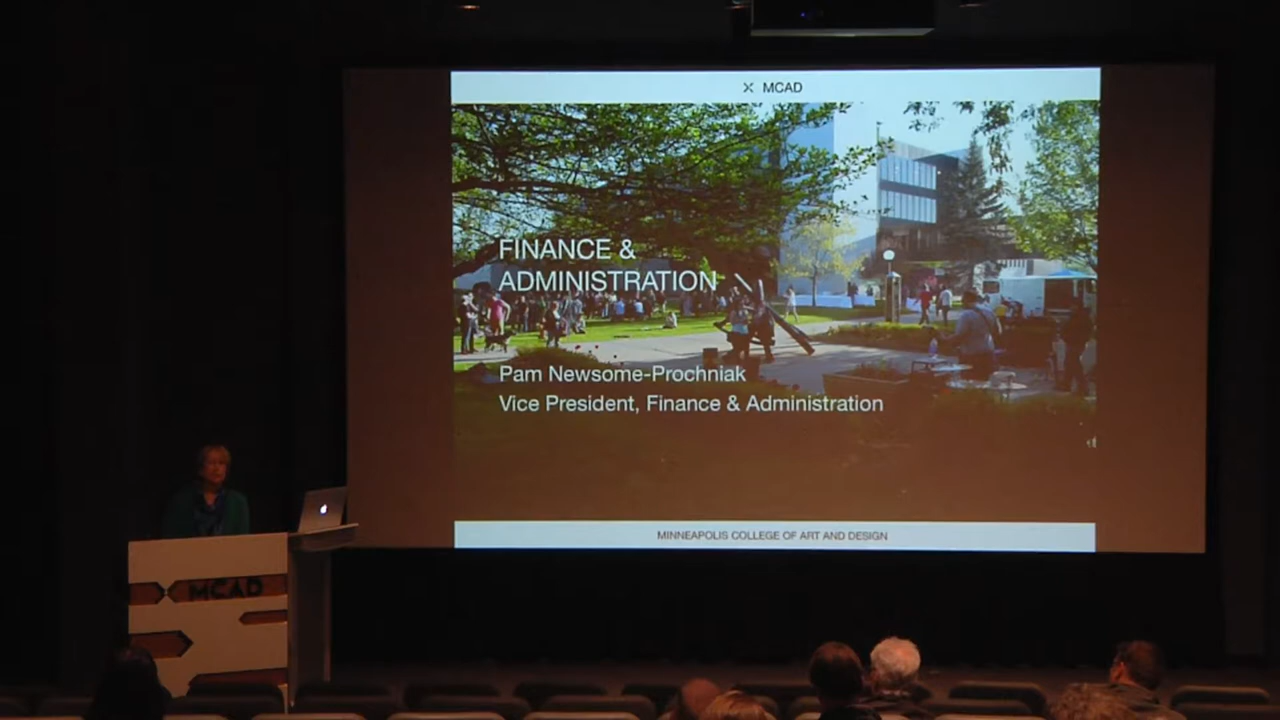 MCAD
FINANCE &
ADMINISTRATION
Pam Newsome-Prochniak
Vice President, Finance & Administration
MINNEAPOLIS COLLEGE OF ART AND DESIGN
MCAD